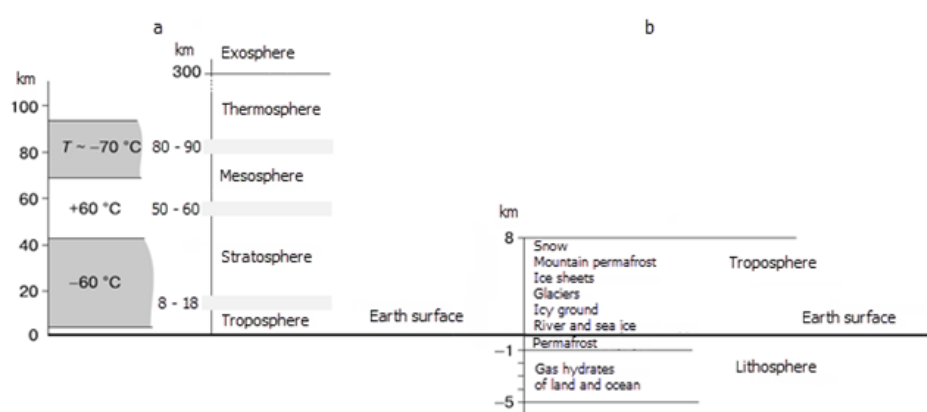 a
km
100
80
60
40
20
0
T ~ −70 °C
+60 °C
−60 °C
km
300
80 - 90
50 - 60
8 - 18
Exosphere
Thermosphere
Mesosphere
Stratosphere
Troposphere
Earth surface
b
km
8
−1
−5
Snow
Mountain permafrost
Ice sheets
Glaciers
Icy ground
River and sea ice
Permafrost
Gas hydrates
of land and ocean
Troposphere
Earth surface
Lithosphere